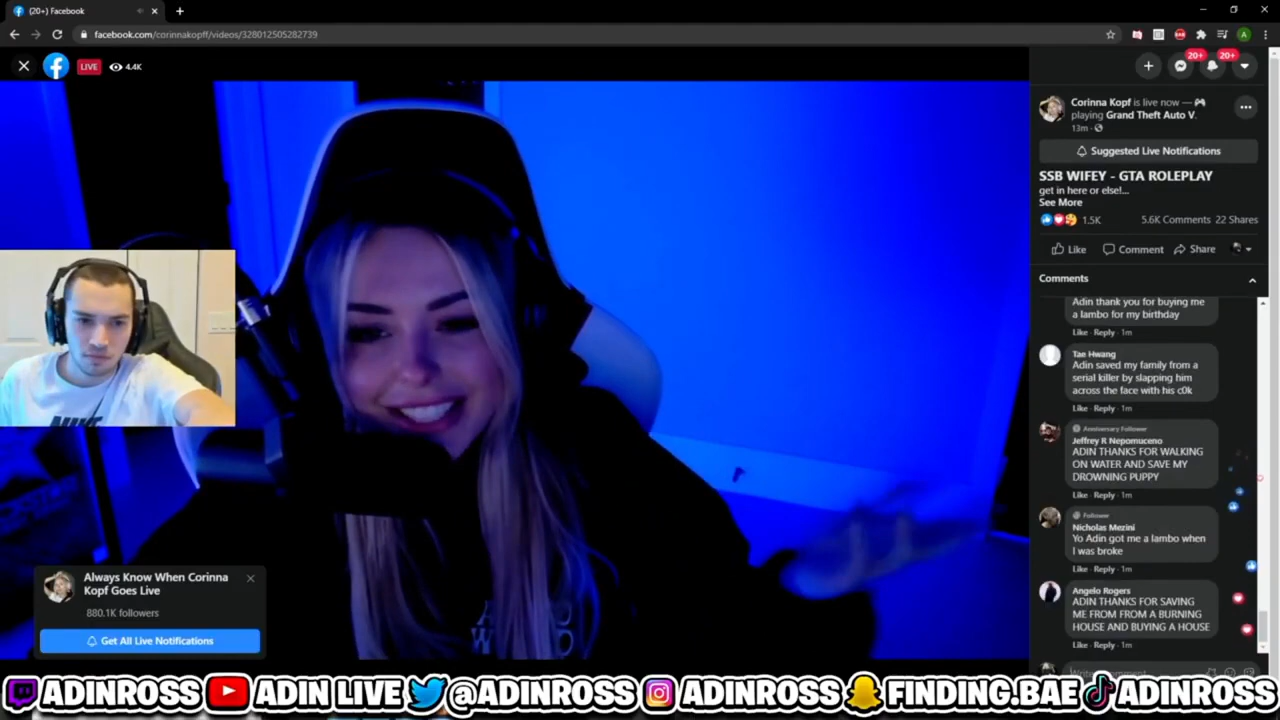 (20+) Facebook
facebook.com/corinnakopff/videos/328012505282739
LIVE 4.4K
20+ 20+
Corinna Kopf is live now —
playing Grand Theft Auto V.
13m
Suggested Live Notifications
SSB WIFEY - GTA ROLEPLAY
get in here or else!...
See More
1.5K 5.6K Comments 22 Shares
Like Comment Share
Comments
Adin thank you for buying me
a lambo for my birthday
Like · Reply · 1m
Tae Hwang
Adin saved my family from a
serial killer by slapping him
across the face with his c0k
Like · Reply · 1m
Anniversary Follower
Jeffrey R Nepomuceno
ADIN THANKS FOR WALKING
ON WATER AND SAVE MY
DROWNING PUPPY
Like · Reply · 1m
Follower
Nicholas Mezini
Yo Adin got me a lambo when
I was broke
Like · Reply · 1m
Angelo Rogers
ADIN THANKS FOR SAVING
ME FROM FROM A BURNING
HOUSE AND BUYING A HOUSE
Like · Reply · 1m
NIKE
Always Know When Corinna
Kopf Goes Live
880.1K followers
Get All Live Notifications
ADINROSS ADIN LIVE @ADINROSS ADINROSS FINDING.BAE ADINROSS